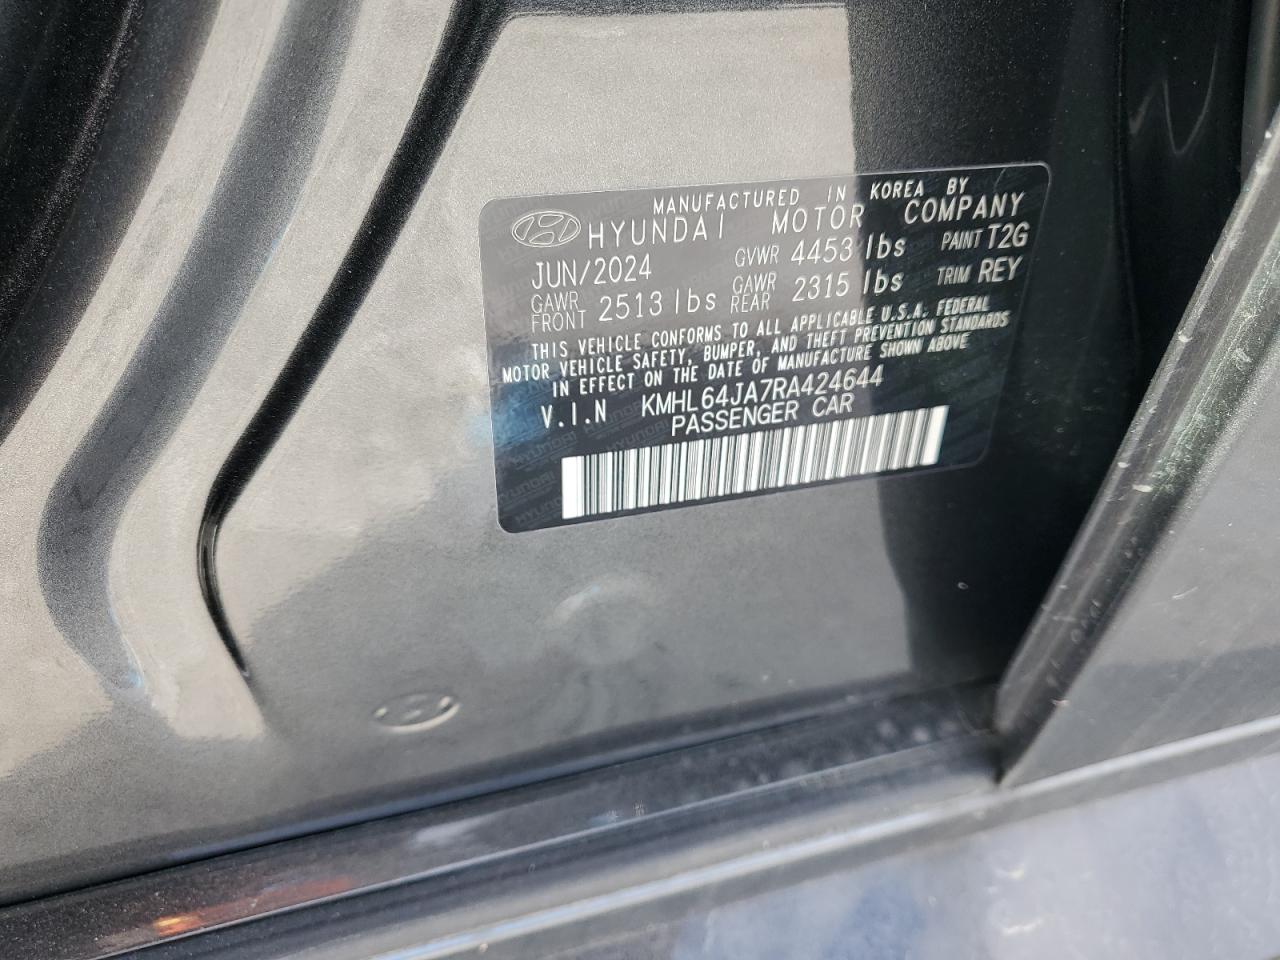 MANUFACTURED IN KOREA BY
HYUNDAI MOTOR COMPANY
JUN/2024 GVWR 4453 lbs PAINT T2G
GAWR FRONT 2513 lbs GAWR REAR 2315 lbs TRIM REY
THIS VEHICLE CONFORMS TO ALL APPLICABLE U.S.A. FEDERAL
MOTOR VEHICLE SAFETY, BUMPER, AND THEFT PREVENTION STANDARDS
IN EFFECT ON THE DATE OF MANUFACTURE SHOWN ABOVE
V.I.N KMHL64JA7RA424644
PASSENGER CAR